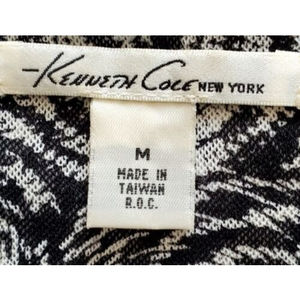 Kenneth Cole NEW YORK
M
MADE IN
TAIWAN
R.O.C.